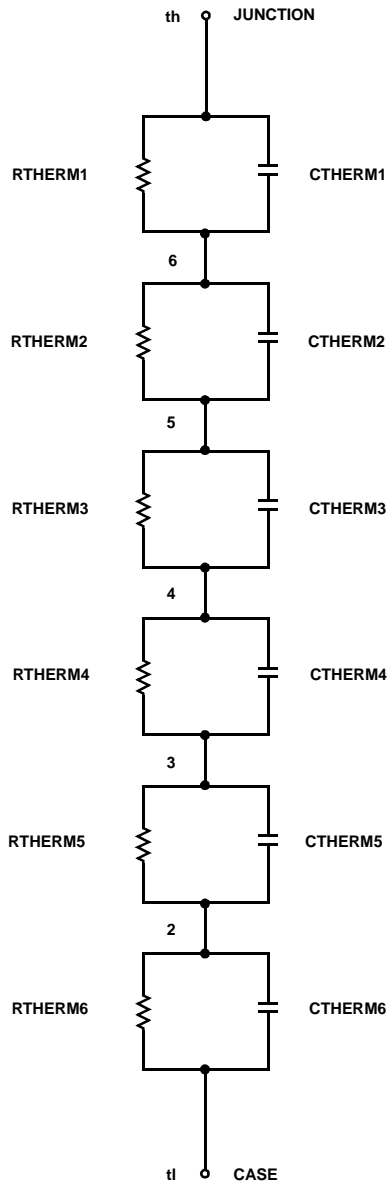 th JUNCTION
RTHERM1 CTHERM1
6
RTHERM2 CTHERM2
5
RTHERM3 CTHERM3
4
RTHERM4 CTHERM4
3
RTHERM5 CTHERM5
2
RTHERM6 CTHERM6
tl CASE